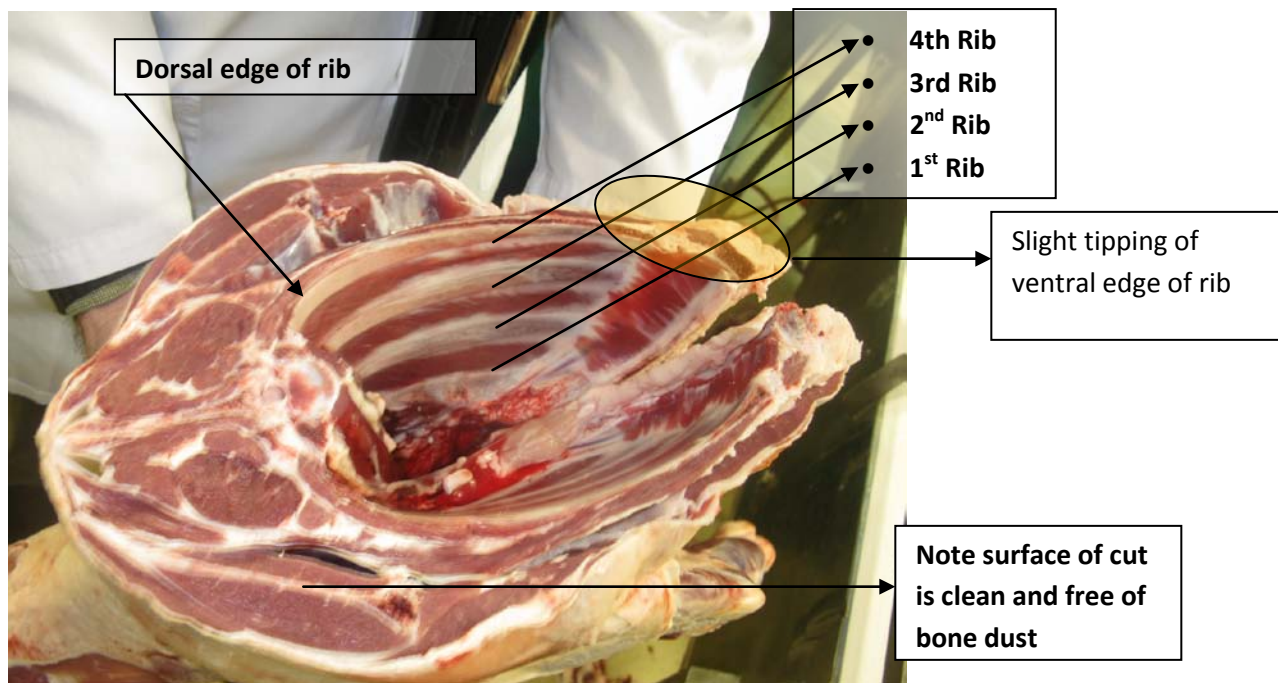 Dorsal edge of rib
• 4th Rib
• 3rd Rib
• 2nd Rib
• 1st Rib
Slight tipping of
ventral edge of rib
Note surface of cut
is clean and free of
bone dust